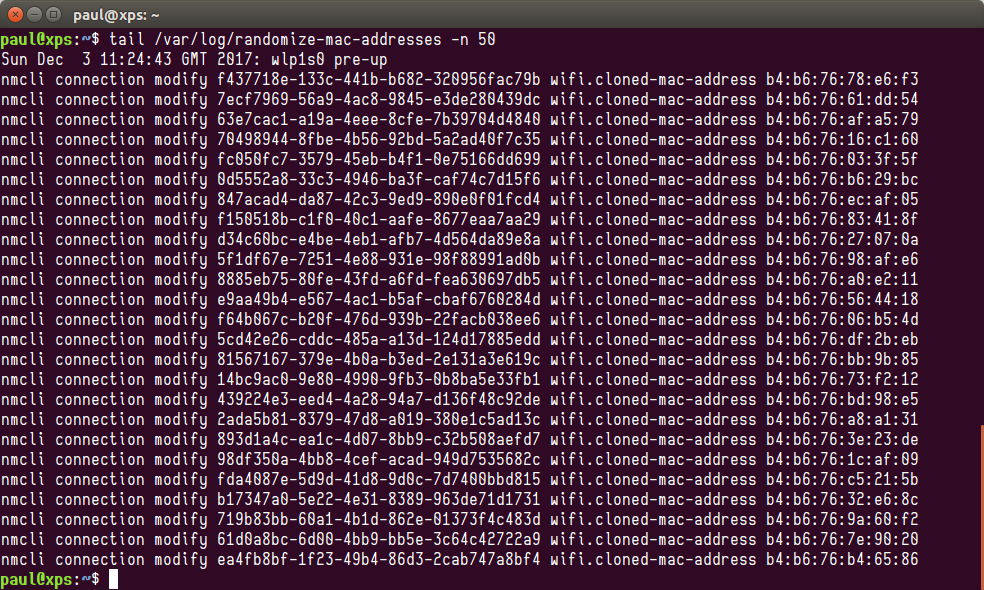 paul@xps: ~
paul@xps:~$ tail /var/log/randomize-mac-addresses -n 50
Sun Dec  3 11:24:43 GMT 2017: wlp1s0 pre-up
nmcli connection modify f437718e-133c-441b-b682-320956fac79b wifi.cloned-mac-address b4:b6:76:78:e6:f3
nmcli connection modify 7ecf7969-56a9-4ac8-9845-e3de280439dc wifi.cloned-mac-address b4:b6:76:61:dd:54
nmcli connection modify 63e7cac1-a19a-4eee-8cfe-7b39704d4840 wifi.cloned-mac-address b4:b6:76:af:a5:79
nmcli connection modify 70498944-8fbe-4b56-92bd-5a2ad40f7c35 wifi.cloned-mac-address b4:b6:76:16:c1:60
nmcli connection modify fc050fc7-3579-45eb-b4f1-0e75166dd699 wifi.cloned-mac-address b4:b6:76:03:3f:5f
nmcli connection modify 0d5552a8-33c3-4946-ba3f-caf74c7d15f6 wifi.cloned-mac-address b4:b6:76:b6:29:bc
nmcli connection modify 847acad4-da87-42c3-9ed9-890e0f01fcd4 wifi.cloned-mac-address b4:b6:76:ec:af:05
nmcli connection modify f150518b-c1f0-40c1-aafe-8677eaa7aa29 wifi.cloned-mac-address b4:b6:76:83:41:8f
nmcli connection modify d34c60bc-e4be-4eb1-afb7-4d564da89e8a wifi.cloned-mac-address b4:b6:76:27:07:0a
nmcli connection modify 5f1df67e-7251-4e88-931e-98f88991ad0b wifi.cloned-mac-address b4:b6:76:98:af:e6
nmcli connection modify 8885eb75-80fe-43fd-a6fd-fea630697db5 wifi.cloned-mac-address b4:b6:76:a0:e2:11
nmcli connection modify e9aa49b4-e567-4ac1-b5af-cbaf6760284d wifi.cloned-mac-address b4:b6:76:56:44:18
nmcli connection modify f64b067c-b20f-476d-939b-22facb038ee6 wifi.cloned-mac-address b4:b6:76:06:b5:4d
nmcli connection modify 5cd42e26-cddc-485a-a13d-124d17885edd wifi.cloned-mac-address b4:b6:76:df:2b:eb
nmcli connection modify 81567167-379e-4b0a-b3ed-2e131a3e619c wifi.cloned-mac-address b4:b6:76:bb:9b:85
nmcli connection modify 14bc9ac0-9e80-4990-9fb3-0b8ba5e33fb1 wifi.cloned-mac-address b4:b6:76:73:f2:12
nmcli connection modify 439224e3-eed4-4a28-94a7-d136f48c92de wifi.cloned-mac-address b4:b6:76:bd:98:e5
nmcli connection modify 2ada5b81-8379-47d8-a019-380e1c5ad13c wifi.cloned-mac-address b4:b6:76:a8:a1:31
nmcli connection modify 893d1a4c-ea1c-4d07-8bb9-c32b508aefd7 wifi.cloned-mac-address b4:b6:76:3e:23:de
nmcli connection modify 98df350a-4bb8-4cef-acad-949d7535682c wifi.cloned-mac-address b4:b6:76:1c:af:09
nmcli connection modify fda4087e-5d9d-41d8-9d0c-7d7400bbd815 wifi.cloned-mac-address b4:b6:76:c5:21:5b
nmcli connection modify b17347a0-5e22-4e31-8389-963de71d1731 wifi.cloned-mac-address b4:b6:76:32:e6:8c
nmcli connection modify 719b83bb-60a1-4b1d-862e-01373f4c483d wifi.cloned-mac-address b4:b6:76:9a:60:f2
nmcli connection modify 61d0a8bc-6d00-4bb9-bb5e-3c64c42722a9 wifi.cloned-mac-address b4:b6:76:7e:90:20
nmcli connection modify ea4fb8bf-1f23-49b4-86d3-2cab747a8bf4 wifi.cloned-mac-address b4:b6:76:b4:65:86
paul@xps:~$